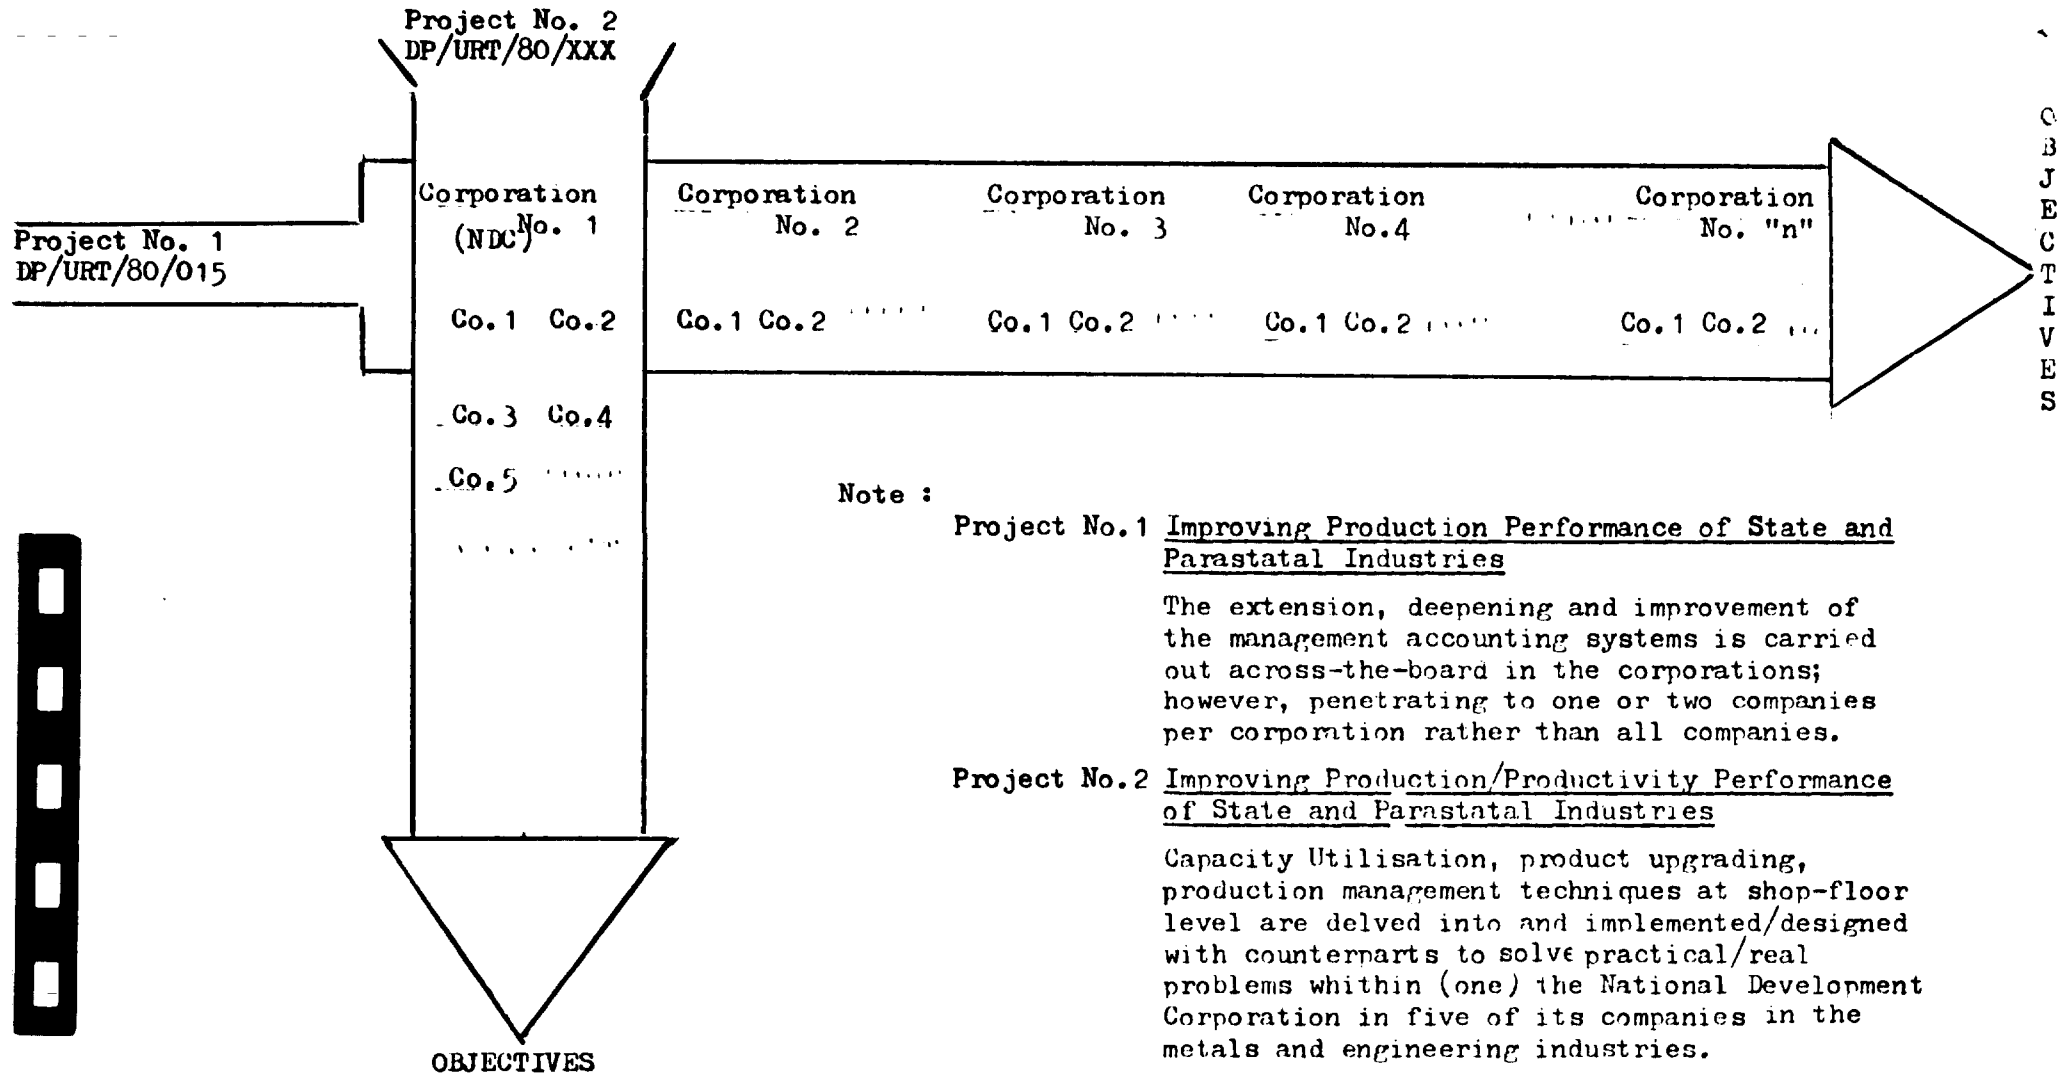 Project No. 2
DP/URT/80/XXX
Corporation No. 1
(NDC)
Corporation No. 2
Corporation No. 3
Corporation No.4
Corporation No. "n"
Project No. 1
DP/URT/80/015
Co.1 Co.2
Co.1 Co.2 ......
Co.1 Co.2 .....
Co.1 Co.2 .....
Co.1 Co.2 ...
Co.3 Co.4
Co.5 ......
OBJECTIVES
Note :
Project No.1 Improving Production Performance of State and
Parastatal Industries
The extension, deepening and improvement of
the management accounting systems is carried
out across-the-board in the corporations;
however, penetrating to one or two companies
per corporation rather than all companies.
Project No.2 Improving Production/Productivity Performance
of State and Parastatal Industries
Capacity Utilisation, product upgrading,
production management techniques at shop-floor
level are delved into and implemented/designed
with counterparts to solve practical/real
problems whithin (one) the National Development
Corporation in five of its companies in the
metals and engineering industries.
OBJECTIVES